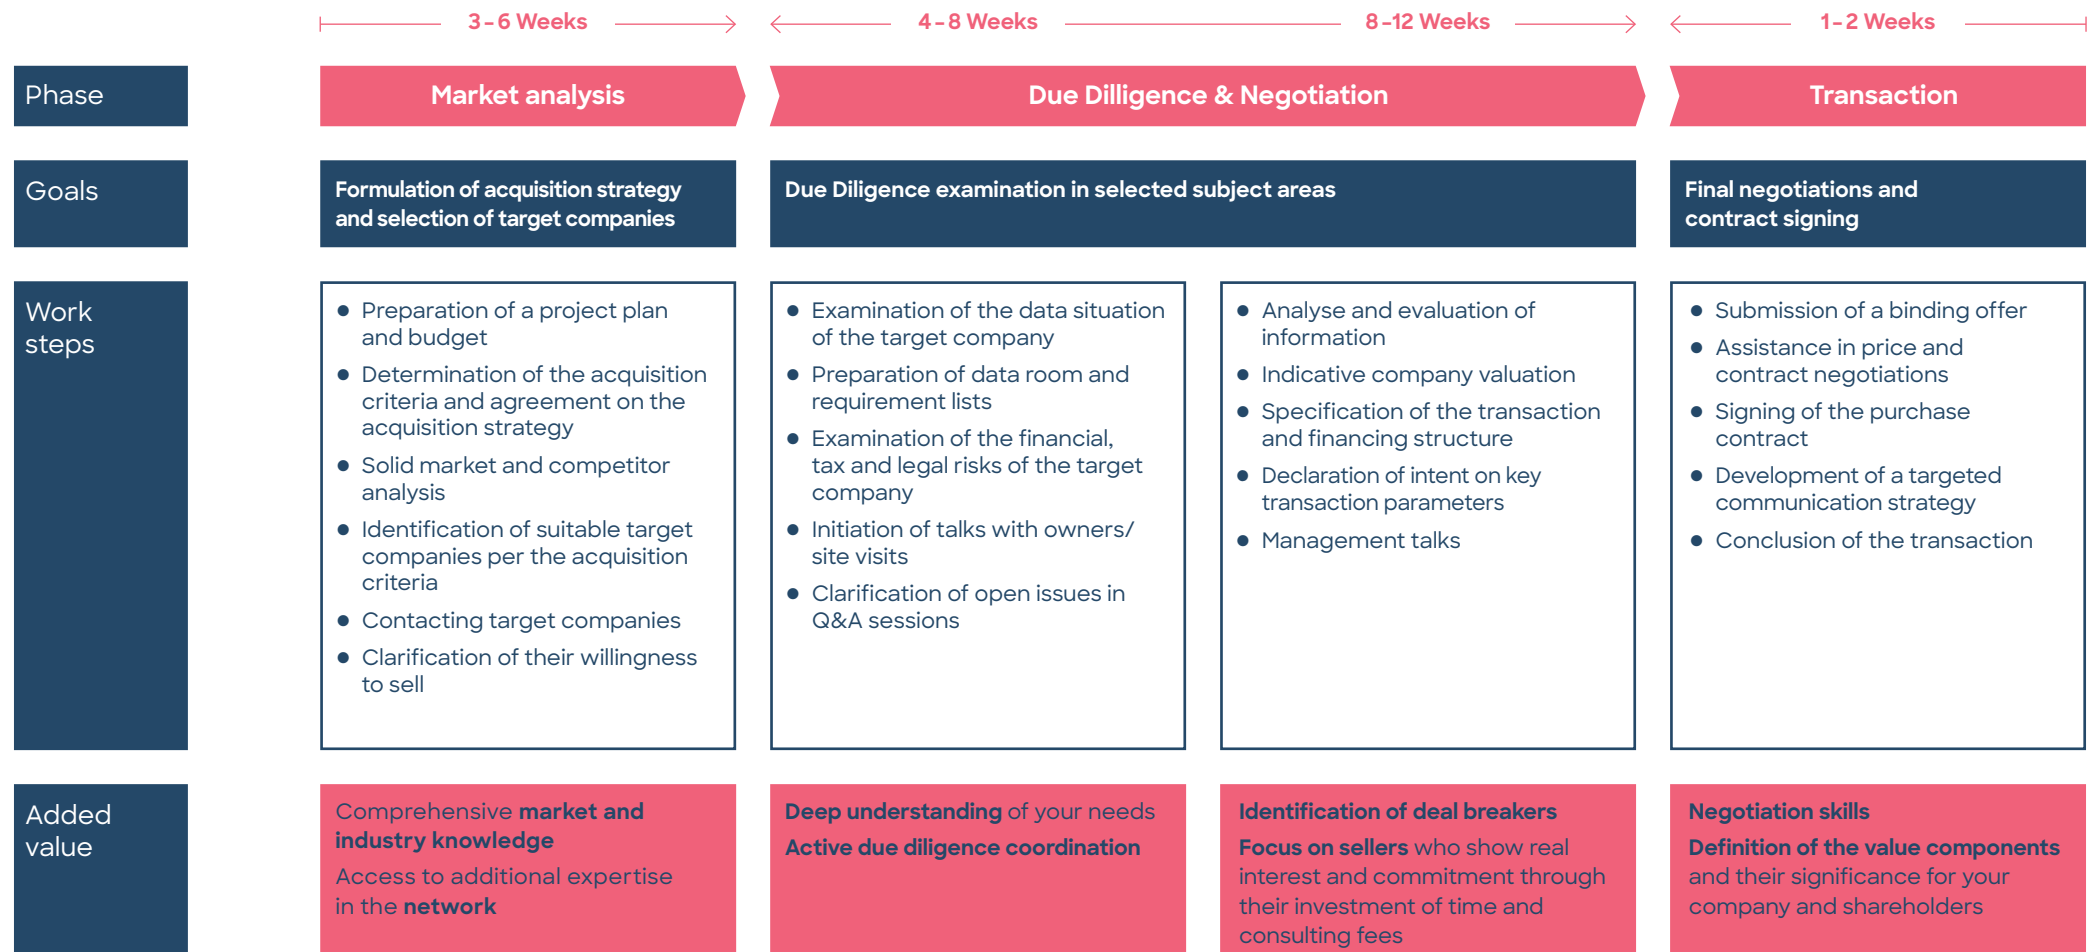 3-6 Weeks
4-8 Weeks
8-12 Weeks
1-2 Weeks
Phase
Market analysis
Due Dilligence & Negotiation
Transaction
Goals
Formulation of acquisition strategy
and selection of target companies
Due Diligence examination in selected subject areas
Final negotiations and
contract signing
Work
steps
• Preparation of a project plan
and budget
• Determination of the acquisition
criteria and agreement on the
acquisition strategy
• Solid market and competitor
analysis
• Identification of suitable target
companies per the acquisition
criteria
• Contacting target companies
• Clarification of their willingness
to sell
• Examination of the data situation
of the target company
• Preparation of data room and
requirement lists
• Examination of the financial,
tax and legal risks of the target
company
• Initiation of talks with owners/
site visits
• Clarification of open issues in
Q&A sessions
• Analyse and evaluation of
information
• Indicative company valuation
• Specification of the transaction
and financing structure
• Declaration of intent on key
transaction parameters
• Management talks
• Submission of a binding offer
• Assistance in price and
contract negotiations
• Signing of the purchase
contract
• Development of a targeted
communication strategy
• Conclusion of the transaction
Added
value
Comprehensive market and
industry knowledge
Access to additional expertise
in the network
Deep understanding of your needs
Active due diligence coordination
Identification of deal breakers
Focus on sellers who show real
interest and commitment through
their investment of time and
consulting fees
Negotiation skills
Definition of the value components
and their significance for your
company and shareholders